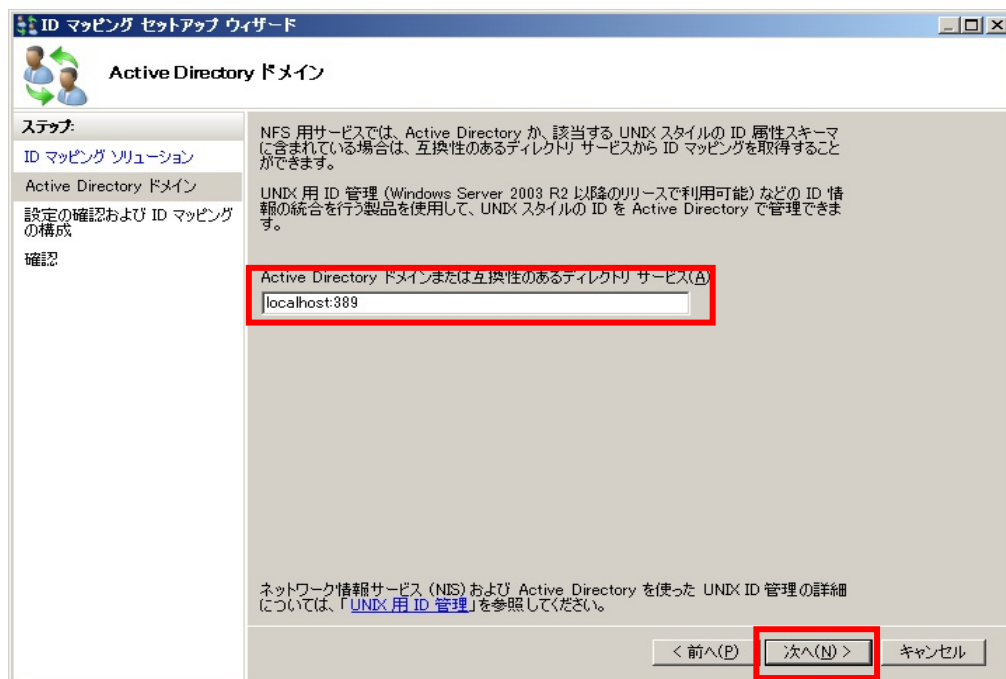 ID マッピング セットアップ ウィザード
Active Directory ドメイン
ステップ:
ID マッピング ソリューション
Active Directory ドメイン
設定の確認および ID マッピング
の構成
確認
NFS 用サービスでは、Active Directory か、該当する UNIX スタイルの ID 属性スキーマ
に含まれている場合は、互換性のあるディレクトリ サービスから ID マッピングを取得すること
ができます。
UNIX 用 ID 管理 (Windows Server 2003 R2 以降のリリースで利用可能) などの ID 情
報の統合を行う製品を使用して、UNIX スタイルの ID を Active Directory で管理できま
す。
Active Directory ドメインまたは互換性のあるディレクトリ サービス(A)
localhost:389
ネットワーク情報サービス (NIS) および Active Directory を使った UNIX ID 管理の詳細
については、「UNIX 用 ID 管理」を参照してください。
< 前へ(P)
次へ(N) >
キャンセル